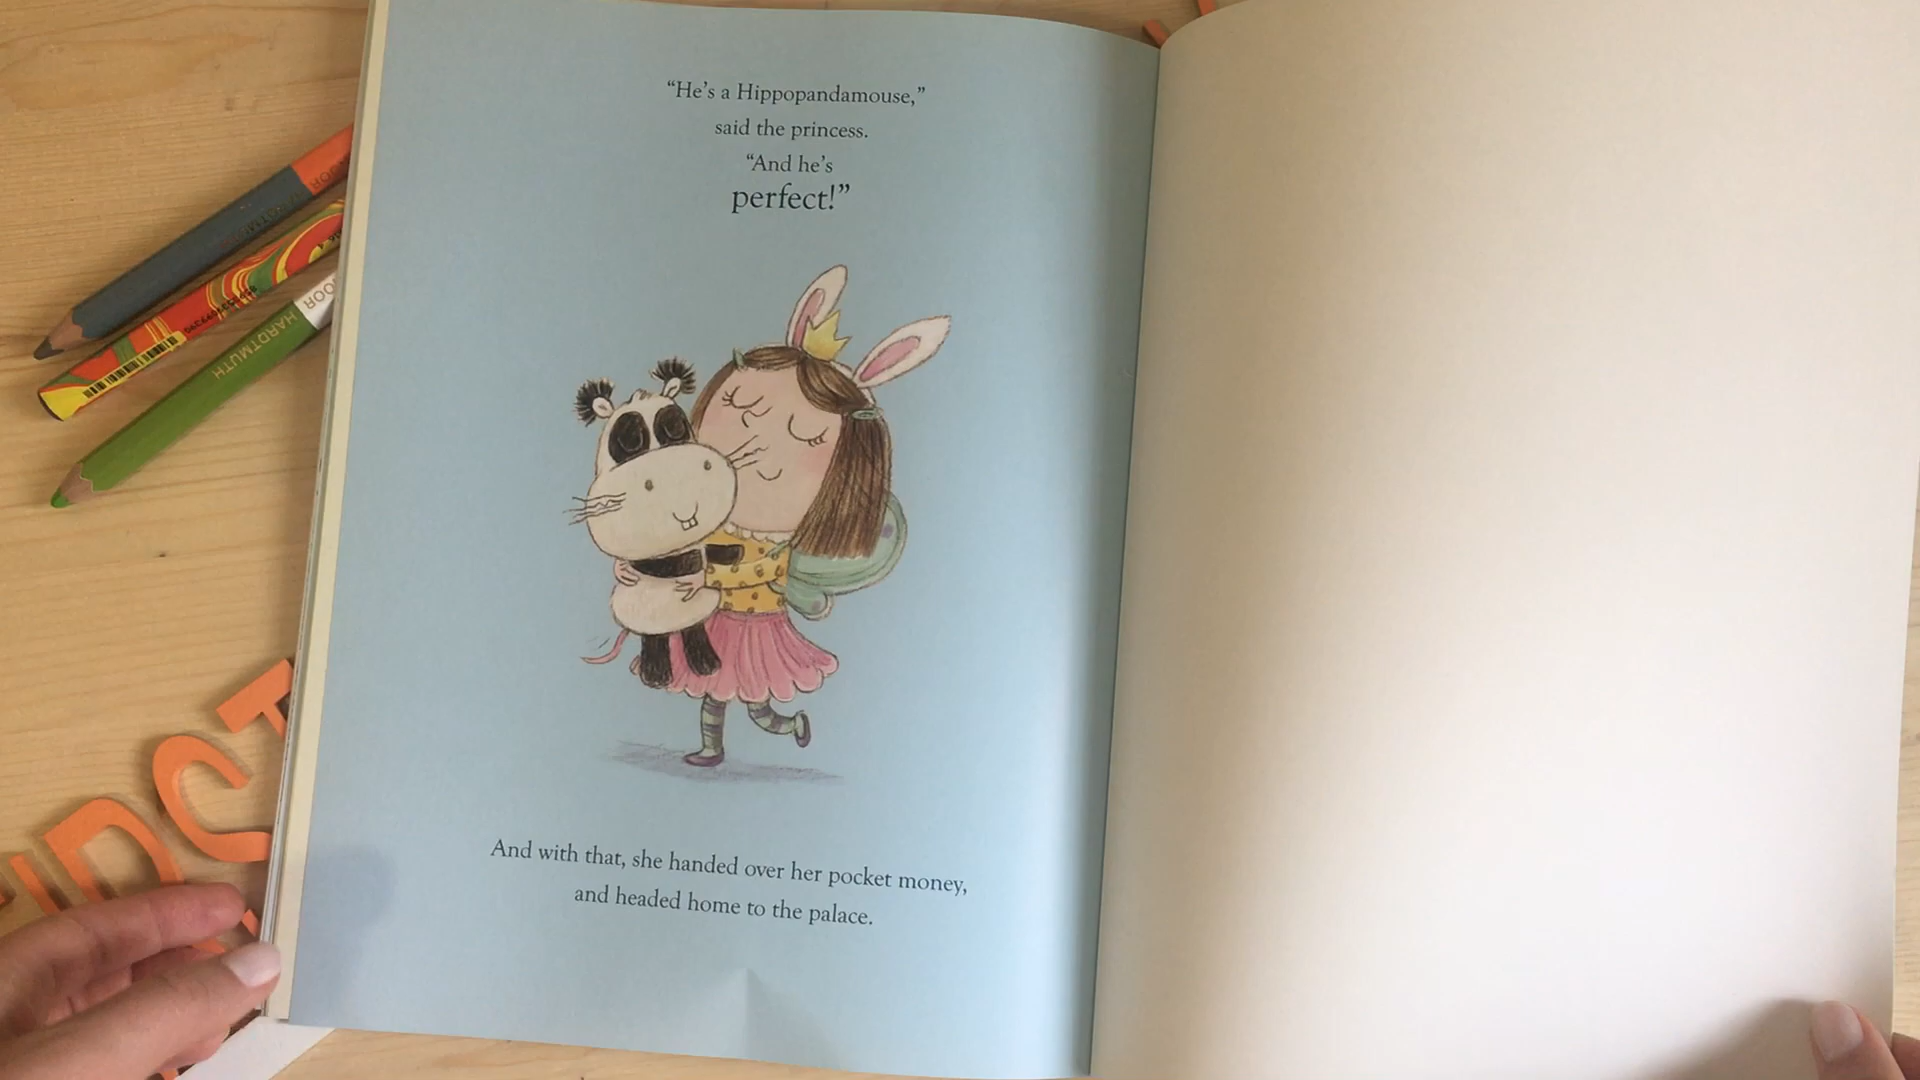 “He’s a Hippopandamouse,”
said the princess.
“And he’s
perfect!”
And with that, she handed over her pocket money,
and headed home to the palace.
HARDTMUTH
KIDST